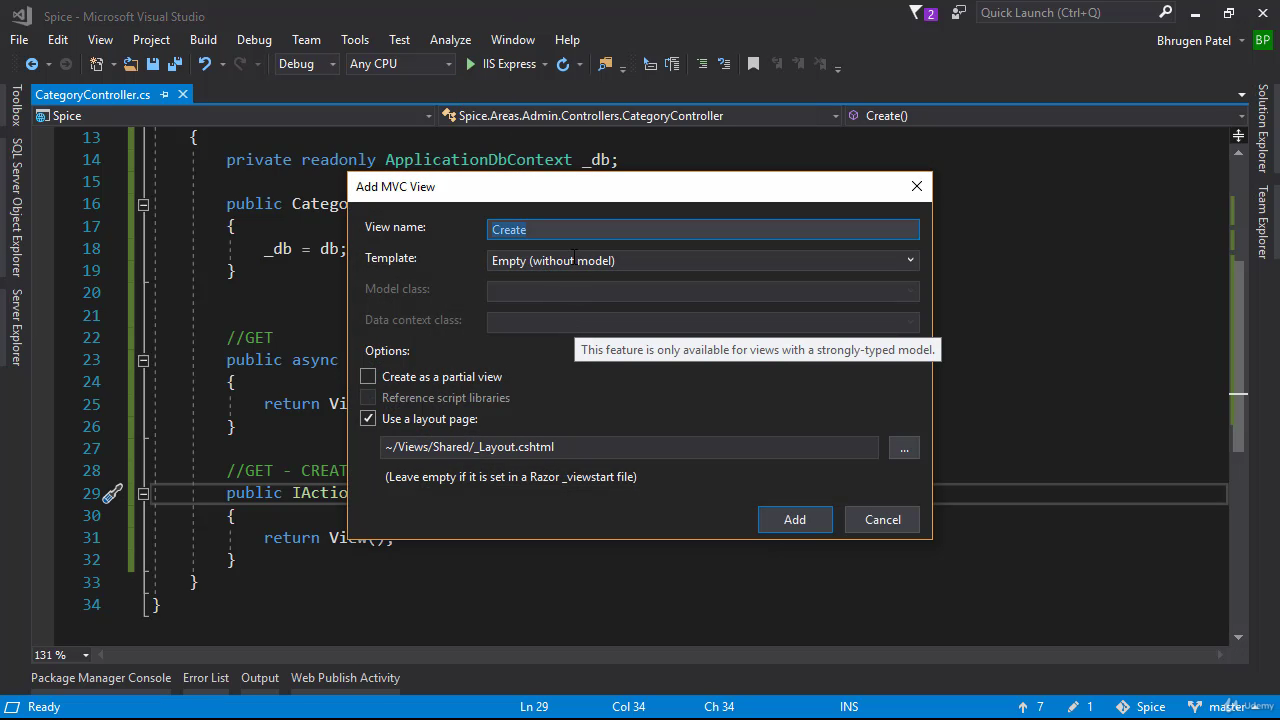 Spice - Microsoft Visual Studio
2
Quick Launch (Ctrl+Q)
File Edit View Project Build Debug Team Tools Test Analyze Window Help
Bhrugen Patel BP
Debug Any CPU IIS Express
CategoryController.cs
Spice Spice.Areas.Admin.Controllers.CategoryController Create()
Toolbox
SQL Server Object Explorer
Server Explorer
Solution Explorer
Team Explorer
13 {
14 private readonly ApplicationDbContext _db;
15
16 public Catego
17 {
18 _db = db;
19 }
20
21
22 //GET
23 public async
24 {
25 return Vi
26 }
27
28 //GET - CREAT
29 public IActio
30 {
31 return View();
32 }
33 }
34 }
Add MVC View
View name: Create
Template: Empty (without model)
Model class:
Data context class:
This feature is only available for views with a strongly-typed model.
Options:
Create as a partial view
Reference script libraries
Use a layout page:
~/Views/Shared/_Layout.cshtml ...
(Leave empty if it is set in a Razor _viewstart file)
Add Cancel
131 %
Package Manager Console Error List Output Web Publish Activity
Ready Ln 29 Col 34 Ch 34 INS 7 1 Spice master
Udemy